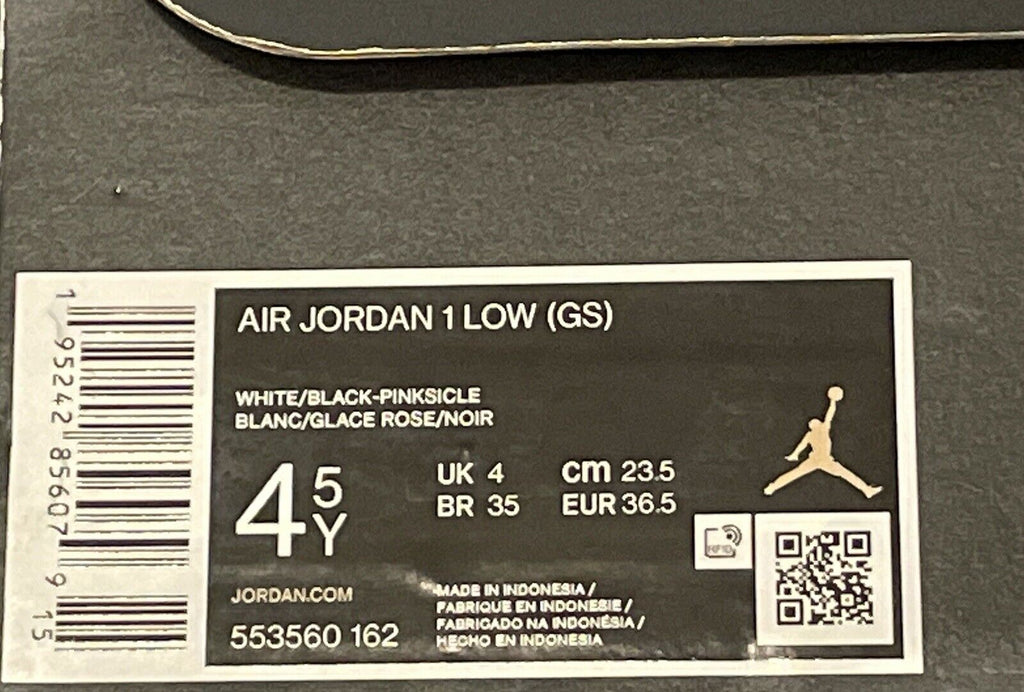 AIR JORDAN 1 LOW (GS)
WHITE/BLACK-PINKSICLE
BLANC/GLACE ROSE/NOIR
4 5 Y
UK 4 cm 23.5
BR 35 EUR 36.5
RFID
JORDAN.COM
553560 162
MADE IN INDONESIA /
FABRIQUE EN INDONESIE /
FABRICADO NA INDONÉSIA /
HECHO EN INDONESIA
1 95242 85607 9 15